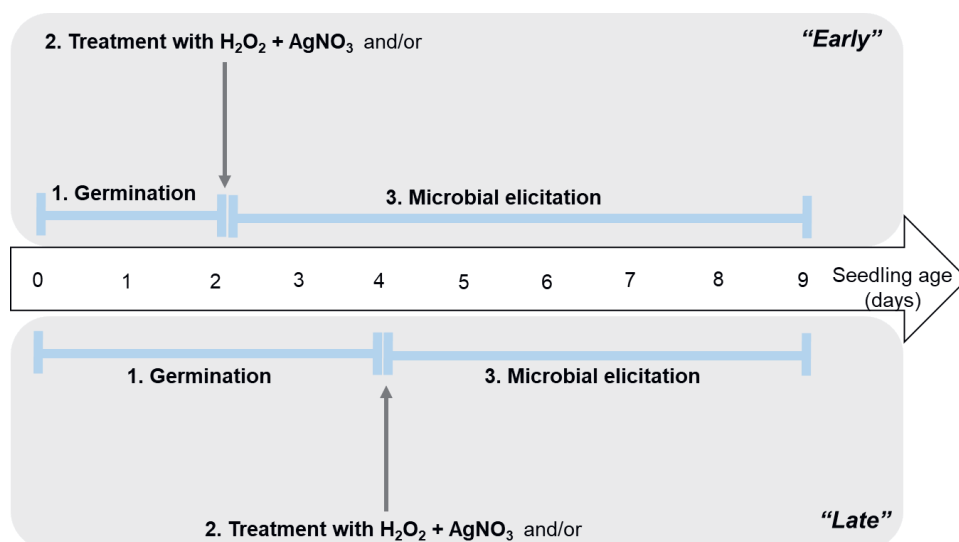 2. Treatment with H₂O₂ + AgNO₃ and/or
“Early”
1. Germination
3. Microbial elicitation
0 1 2 3 4 5 6 7 8 9 Seedling age
(days)
1. Germination
3. Microbial elicitation
“Late”
2. Treatment with H₂O₂ + AgNO₃ and/or